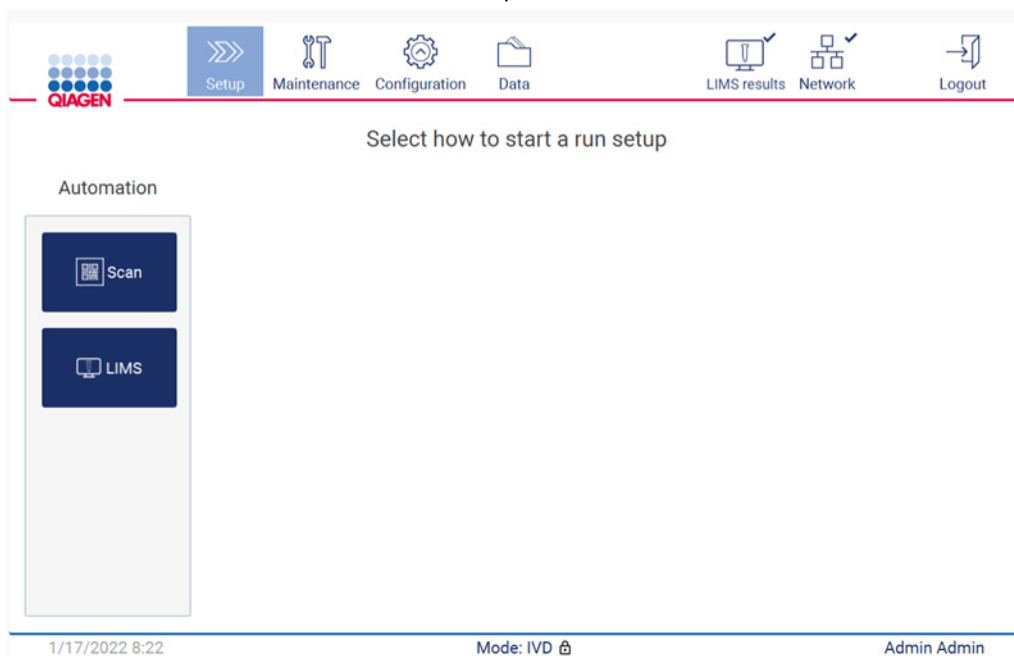 QIAGEN
Setup
Maintenance
Configuration
Data
LIMS results
Network
Logout
Select how to start a run setup
Automation
Scan
LIMS
1/17/2022 8:22
Mode: IVD
Admin Admin